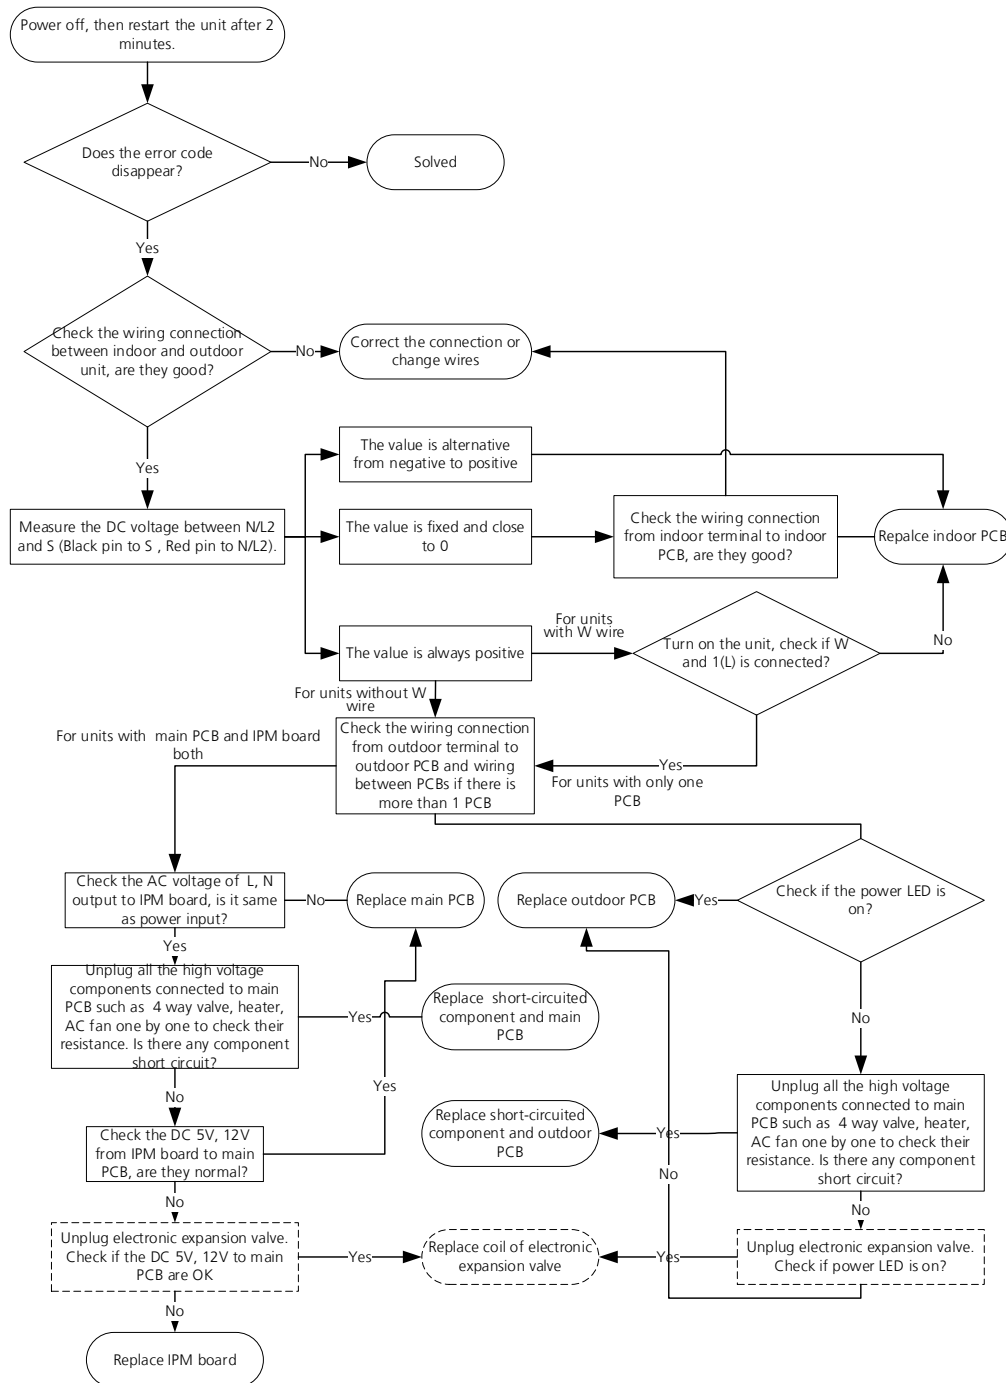 Power off, then restart the unit after 2
minutes.
Does the error code
disappear?
No
Solved
Yes
Check the wiring connection
between indoor and outdoor
unit, are they good?
No
Correct the connection or
change wires
Yes
The value is alternative
from negative to positive
Measure the DC voltage between N/L2
and S (Black pin to S , Red pin to N/L2).
The value is fixed and close
to 0
Check the wiring connection
from indoor terminal to indoor
PCB, are they good?
Repalce indoor PCB
The value is always positive
For units
with W wire
Turn on the unit, check if W
and 1(L) is connected?
No
For units without W
wire
For units with  main PCB and IPM board
both
Check the wiring connection
from outdoor terminal to
outdoor PCB and wiring
between PCBs if there is
more than 1 PCB
Yes
For units with only one
PCB
Check the AC voltage of  L, N
output to IPM board, is it same
as power input?
No
Replace main PCB
Replace outdoor PCB
Yes
Check if the power LED is
on?
Yes
Unplug all the high voltage
components connected to main
PCB such as  4 way valve, heater,
AC fan one by one to check their
resistance. Is there any component
short circuit?
Yes
Replace  short-circuited
component and main
PCB
No
Yes
No
Unplug all the high voltage
components connected to main
PCB such as  4 way valve, heater,
AC fan one by one to check their
resistance. Is there any component
short circuit?
Yes
Replace short-circuited
component and outdoor
PCB
Check the DC 5V, 12V
from IPM board to main
PCB, are they normal?
No
No
No
Unplug electronic expansion valve.
Check if the DC 5V, 12V to main
PCB are OK
Yes
Replace coil of electronic
expansion valve
Yes
Unplug electronic expansion valve.
Check if power LED is on?
No
Replace IPM board